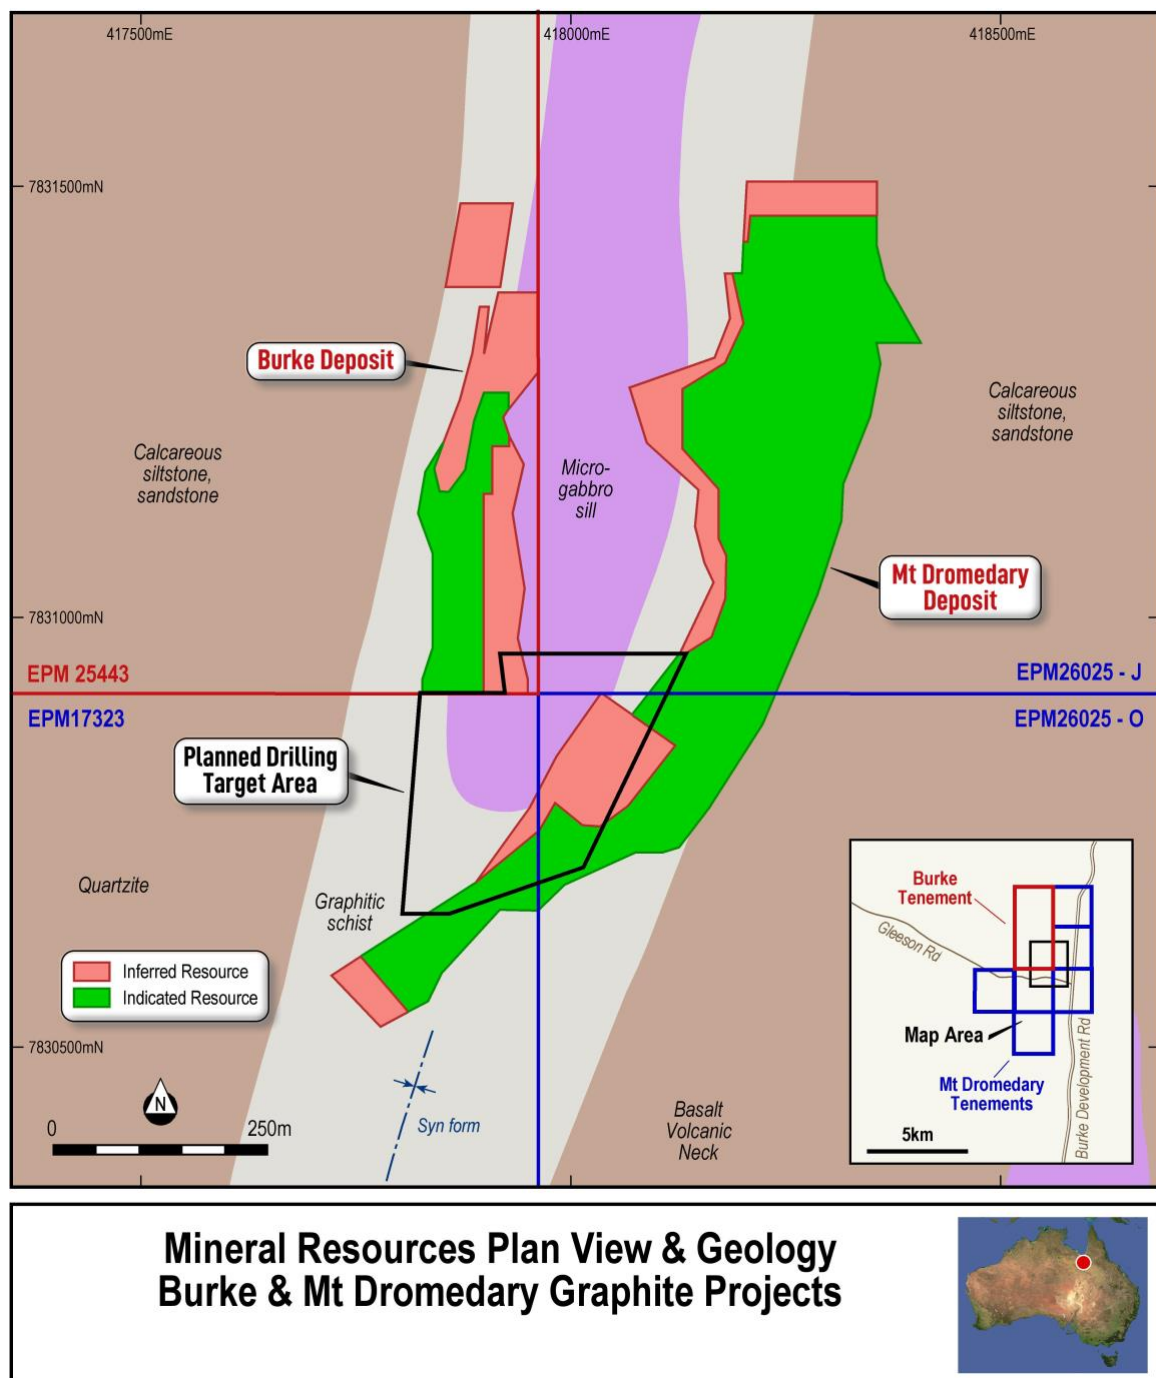 417500mE
418000mE
418500mE
7831500mN
Burke Deposit
Calcareous
siltstone,
sandstone
Calcareous
siltstone,
sandstone
Micro-
gabbro
sill
Mt Dromedary
Deposit
7831000mN
EPM 25443
EPM26025 - J
EPM17323
EPM26025 - O
Planned Drilling
Target Area
Quartzite
Graphitic
schist
Inferred Resource
Indicated Resource
7830500mN
N
0
250m
Syn form
Basalt
Volcanic
Neck
Burke
Tenement
Gleeson Rd
Map Area
Mt Dromedary
Tenements
Burke Development Rd
5km
Mineral Resources Plan View & Geology
Burke & Mt Dromedary Graphite Projects